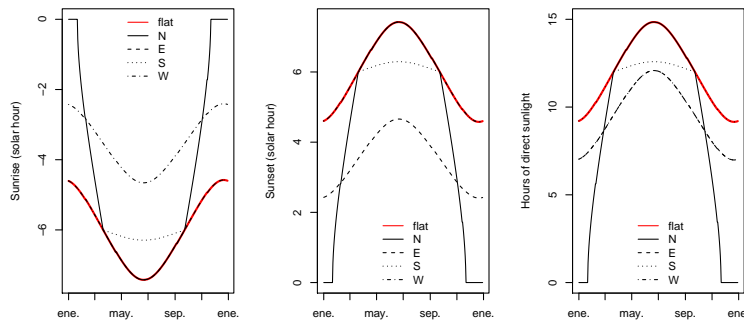 Sunrise (solar hour)
0
−2
−4
−6
flat
N
E
S
W
ene.
may.
sep.
ene.
Sunset (solar hour)
6
4
2
0
flat
N
E
S
W
ene.
may.
sep.
ene.
Hours of direct sunlight
15
10
5
0
flat
N
E
S
W
ene.
may.
sep.
ene.